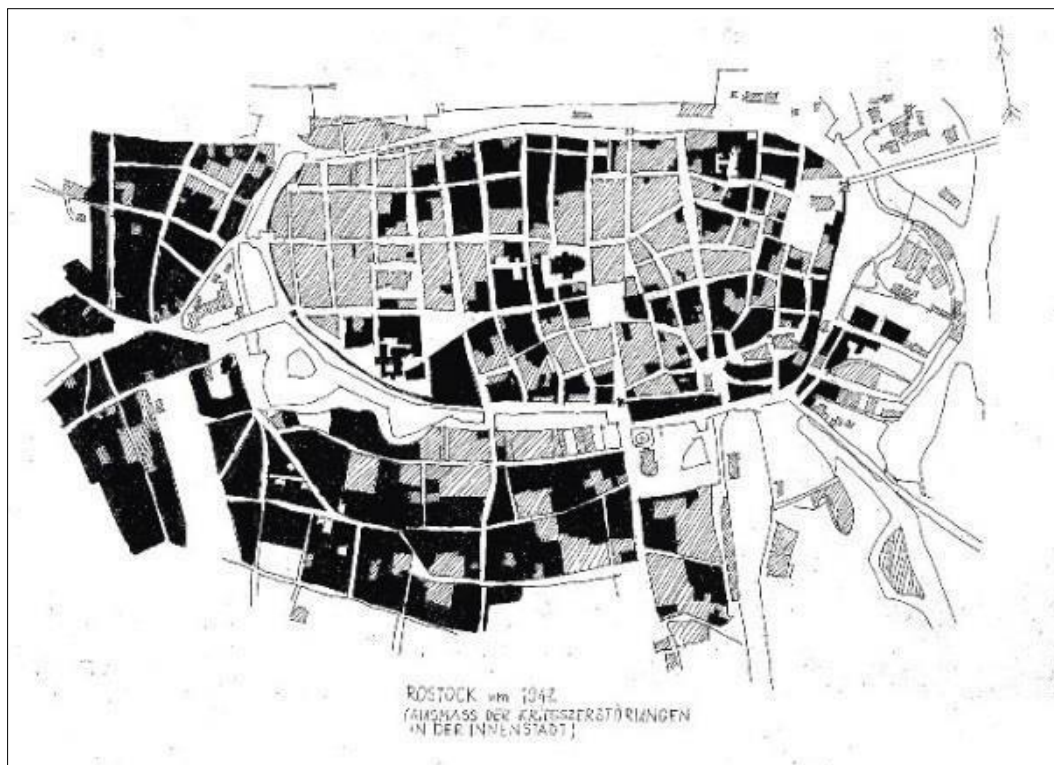 ROSTOCK um 1942
(AUSMASS DER KRIEGSZERSTÖRUNGEN
IN DER INNENSTADT)